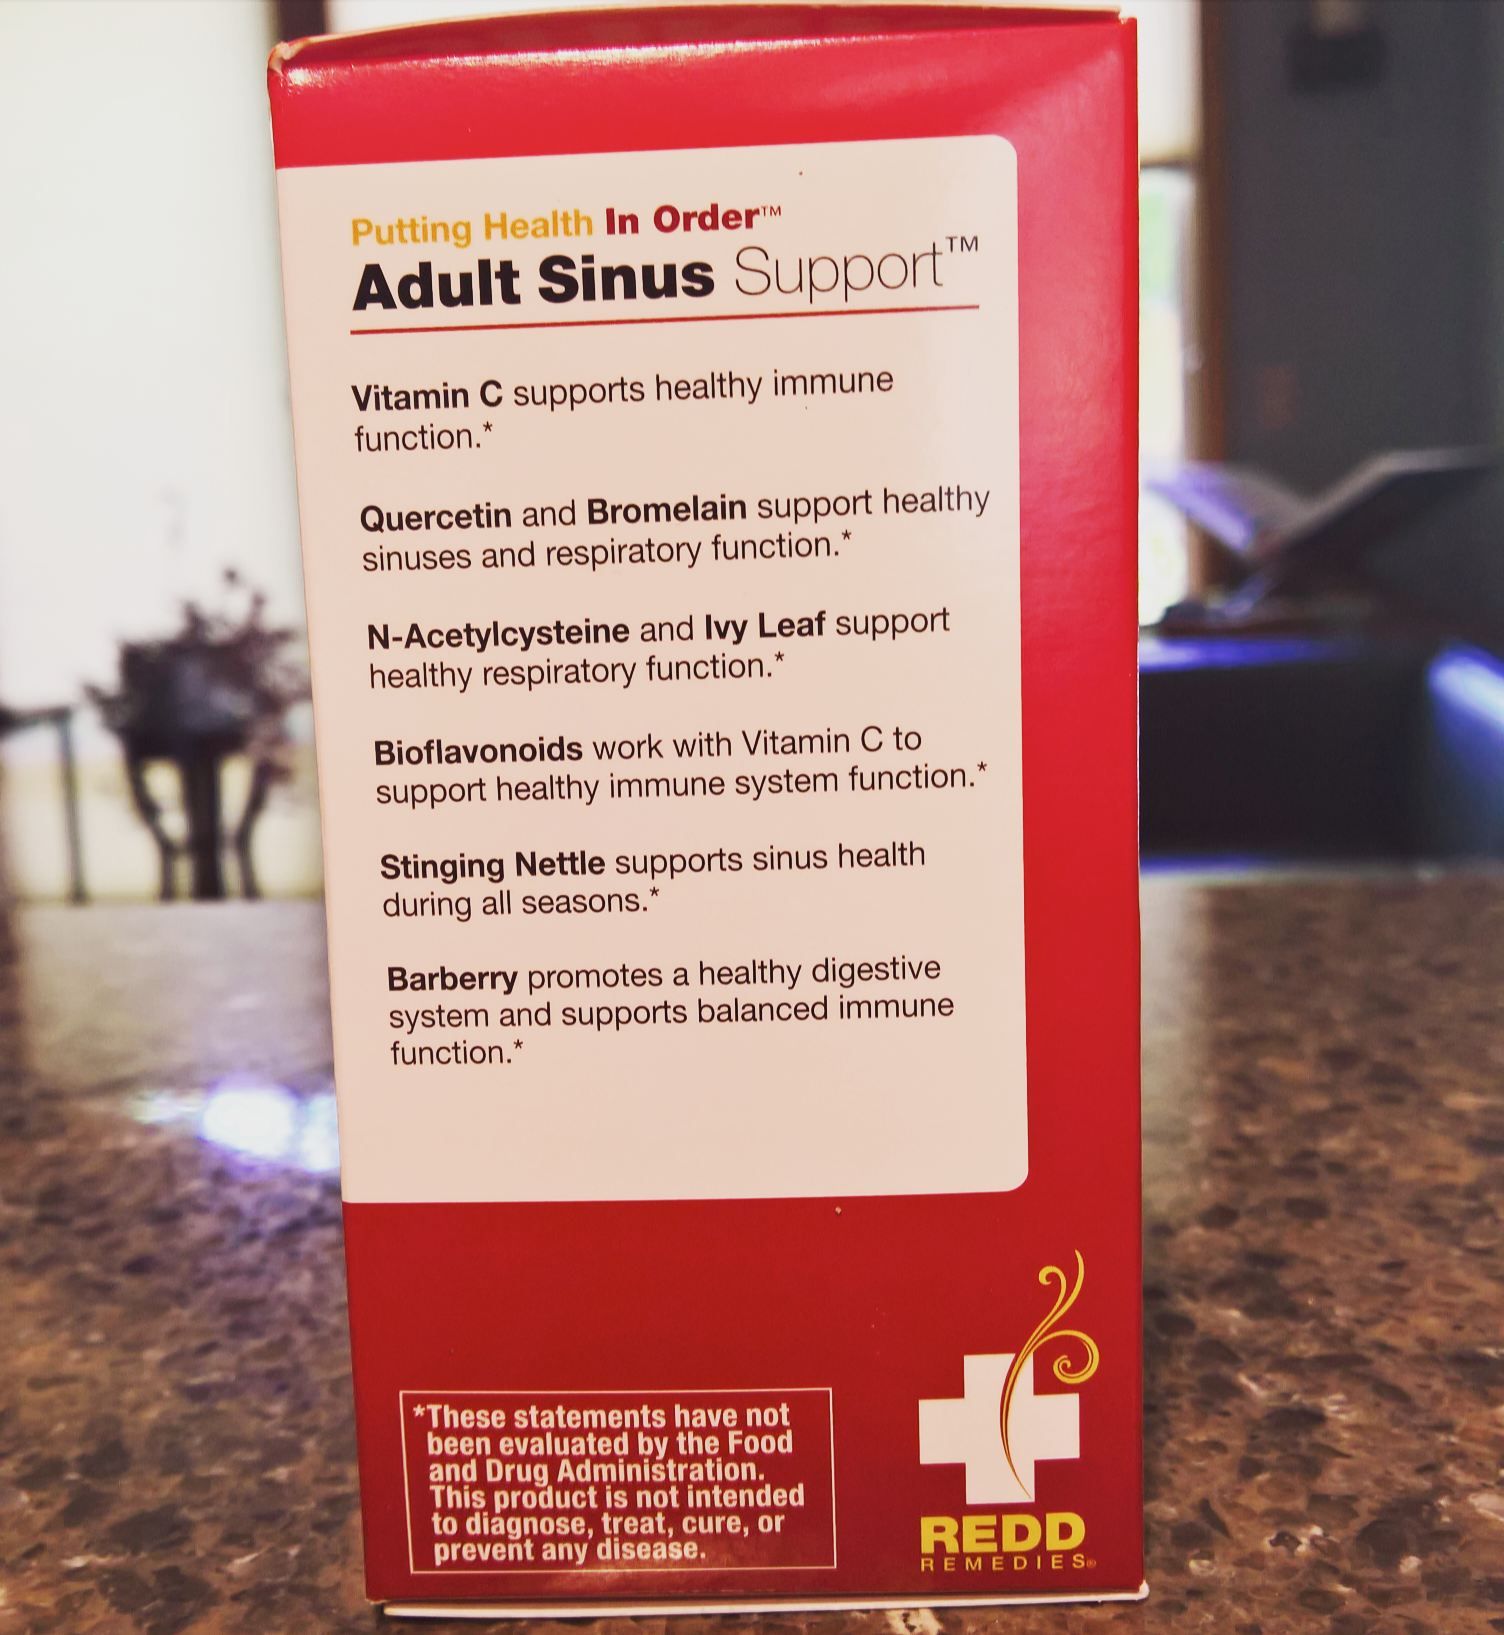 Putting Health In Order™
Adult Sinus Support™
Vitamin C supports healthy immune
function.*
Quercetin and Bromelain support healthy
sinuses and respiratory function.*
N-Acetylcysteine and Ivy Leaf support
healthy respiratory function.*
Bioflavonoids work with Vitamin C to
support healthy immune system function.*
Stinging Nettle supports sinus health
during all seasons.*
Barberry promotes a healthy digestive
system and supports balanced immune
function.*
*These statements have not
been evaluated by the Food
and Drug Administration.
This product is not intended
to diagnose, treat, cure, or
prevent any disease.
REDD
REMEDIES®